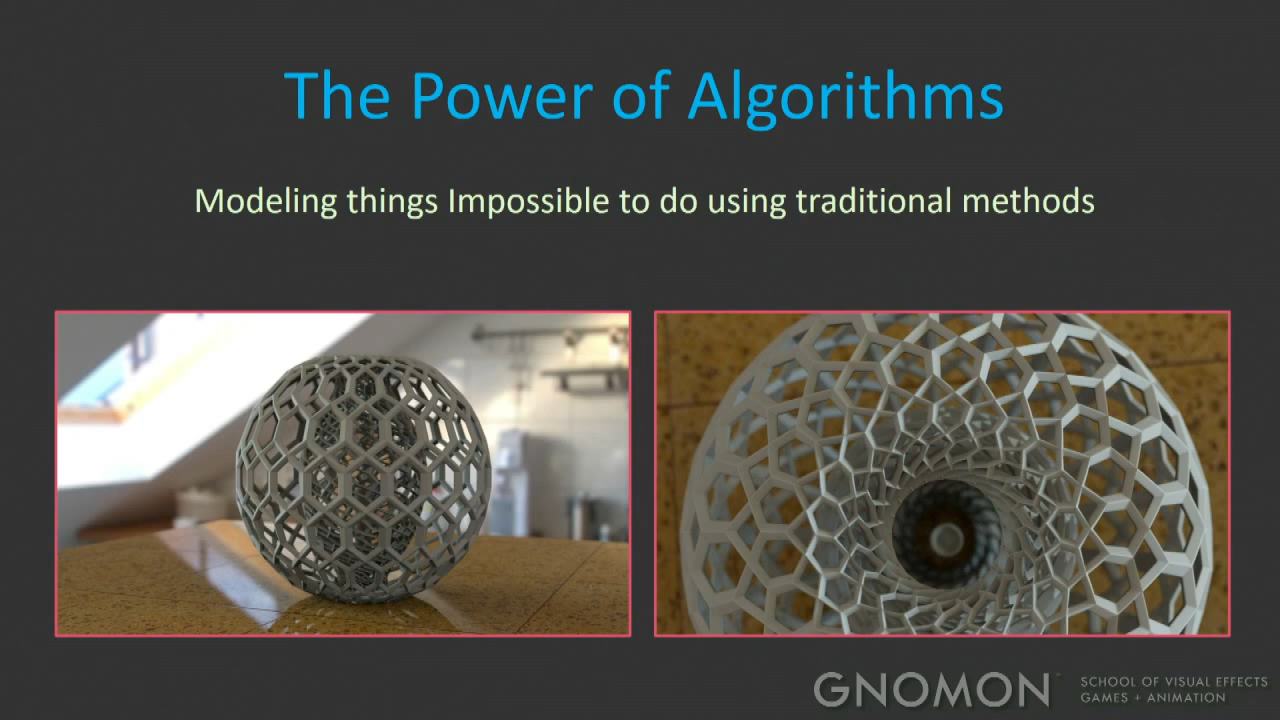 The Power of Algorithms
Modeling things Impossible to do using traditional methods
GNOMON
SCHOOL OF VISUAL EFFECTS
GAMES + ANIMATION